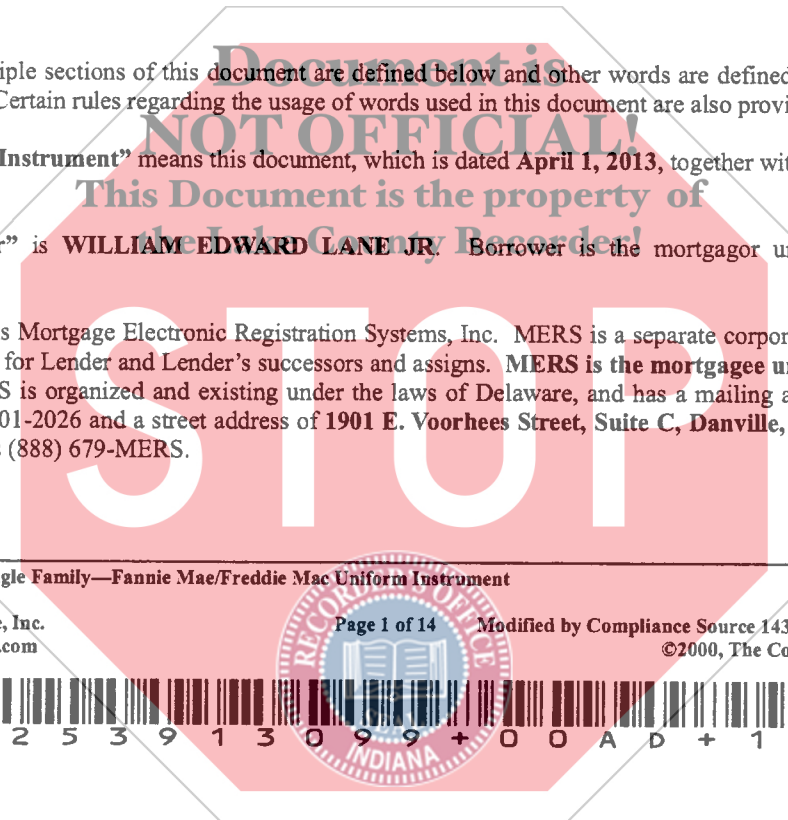 Document is
iple sections of this document are defined below and other words are defined
Certain rules regarding the usage of words used in this document are also provi
NOT OFFICIAL!
Instrument” means this document, which is dated April 1, 2013, together wit
This Document is the property of
the Lake County Recorder!
r” is WILLIAM EDWARD LANE JR. Borrower is the mortgagor u
STOP
s Mortgage Electronic Registration Systems, Inc. MERS is a separate corpor
for Lender and Lender’s successors and assigns. MERS is the mortgagee u
S is organized and existing under the laws of Delaware, and has a mailing a
01-2026 and a street address of 1901 E. Voorhees Street, Suite C, Danville,
(888) 679-MERS.
gle Family—Fannie Mae/Freddie Mac Uniform Instrument
, Inc. Page 1 of 14 Modified by Compliance Source 143
.com ©2000, The Co
RECORDER'S OFFICE
SEAL
INDIANA
2 5 3 9 1 3 0 9 9 + 0 0 A D + 1